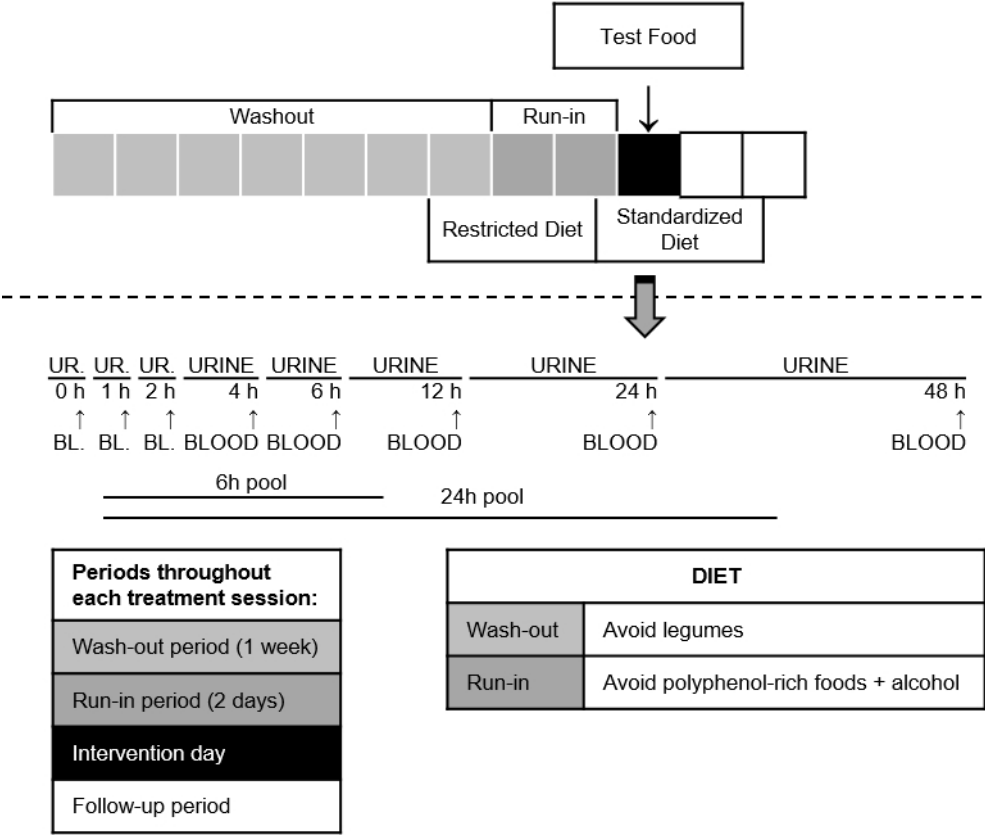 Test Food
Washout
Run-in
Restricted Diet
Standardized
Diet
UR. UR. UR. URINE URINE URINE URINE URINE
0 h 1 h 2 h 4 h 6 h 12 h 24 h 48 h
↑ ↑ ↑ ↑ ↑ ↑ ↑ ↑
BL. BL. BL. BLOOD BLOOD BLOOD BLOOD BLOOD
6h pool
24h pool
Periods throughout
each treatment session:
Wash-out period (1 week)
Run-in period (2 days)
Intervention day
Follow-up period
DIET
Wash-out Avoid legumes
Run-in Avoid polyphenol-rich foods + alcohol